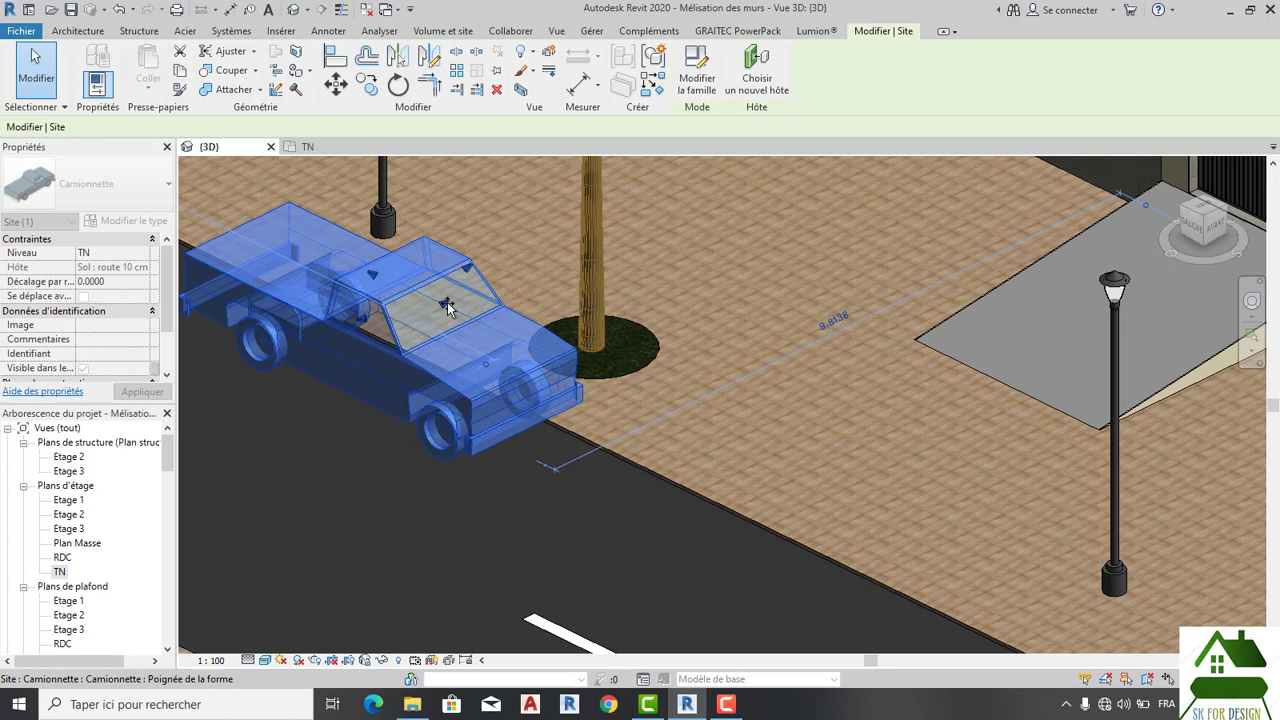 Autodesk Revit 2020 - Mélisation des murs - Vue 3D: {3D}
Se connecter
Fichier Architecture Structure Acier Systèmes Insérer Annoter Analyser Volume et site Collaborer Vue Gérer Compléments GRAITEC PowerPack Lumion® Modifier | Site
Modifier
Coller
Ajuster
Couper
Attacher
Modifier la famille
Choisir un nouvel hôte
Sélectionner Propriétés Presse-papiers Géométrie Modifier Vue Mesurer Créer Mode Hôte
Modifier | Site
Propriétés
{3D}
TN
Camionnette
Site (1)
Modifier le type
Contraintes
Niveau TN
Hôte Sol : route 10 cm
Décalage par r... 0.0000
Se déplace av...
Données d'identification
Image
Commentaires
Identifiant
Visible dans le...
Aide des propriétés
Appliquer
Arborescence du projet - Mélisatio...
Vues (tout)
Plans de structure (Plan struc
Etage 2
Etage 3
Plans d'étage
Etage 1
Etage 2
Etage 3
Plan Masse
RDC
TN
Plans de plafond
Etage 1
Etage 2
Etage 3
RDC
9.8138
GAUCHE
AVANT
1 : 100
Site : Camionnette : Camionnette : Poignée de la forme
:0
Modèle de base
Taper ici pour rechercher
FRA
SK FOR DESIGN